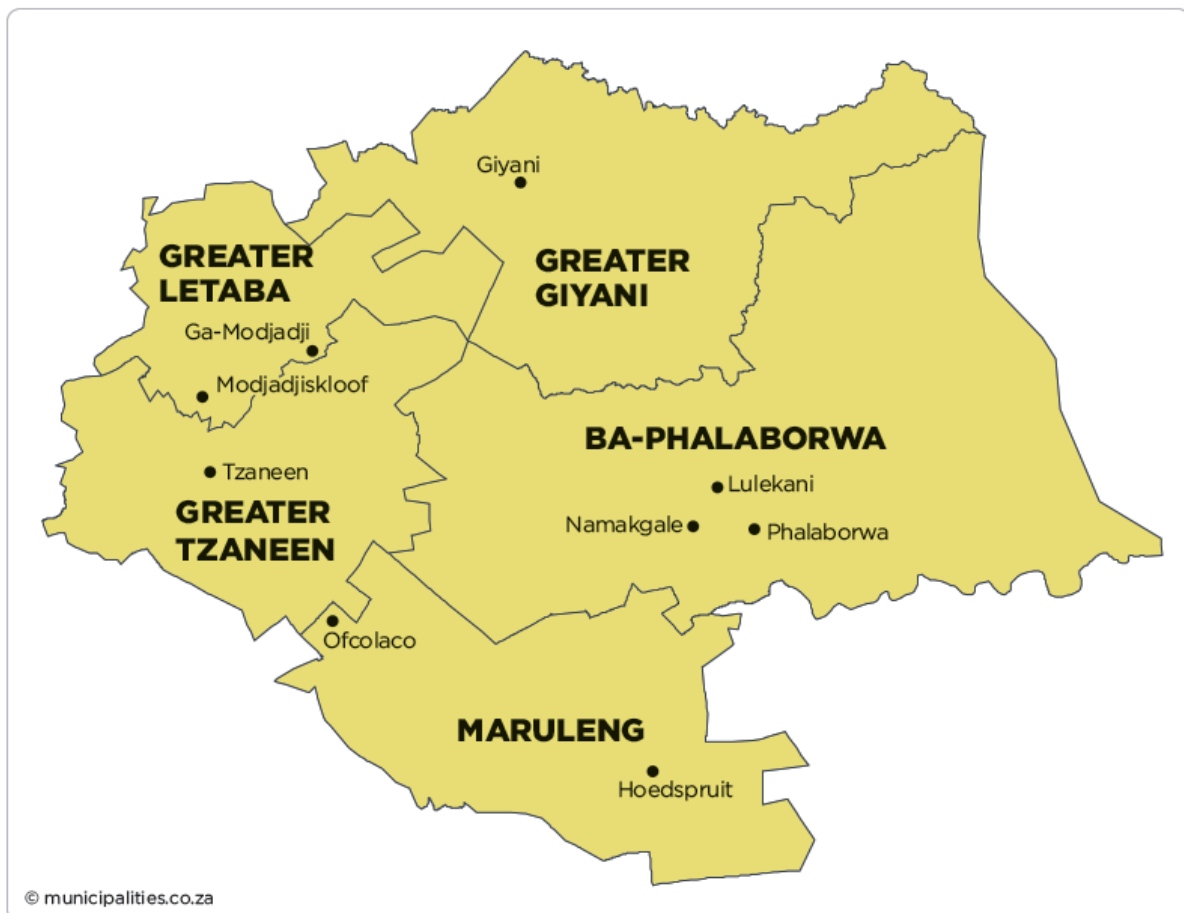 Giyani
GREATER
LETABA
GREATER
GIYANI
Ga-Modjadji
Modjadjiskloof
BA-PHALABORWA
Tzaneen
Lulekani
GREATER
TZANEEN
Namakgale
Phalaborwa
Ofcolaco
MARULENG
Hoedspruit
© municipalities.co.za